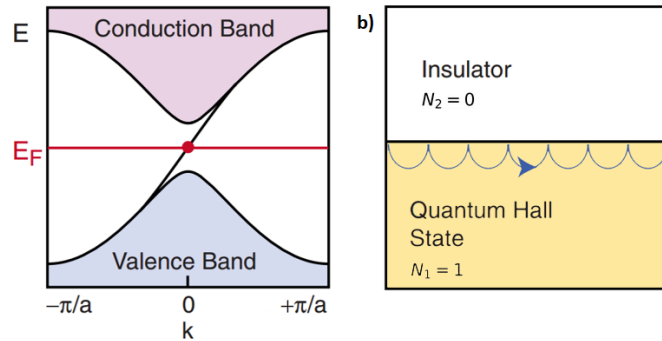 E
Conduction Band
E_F
Valence Band
−π/a
0
+π/a
k
b)
Insulator
N₂ = 0
Quantum Hall
State
N₁ = 1